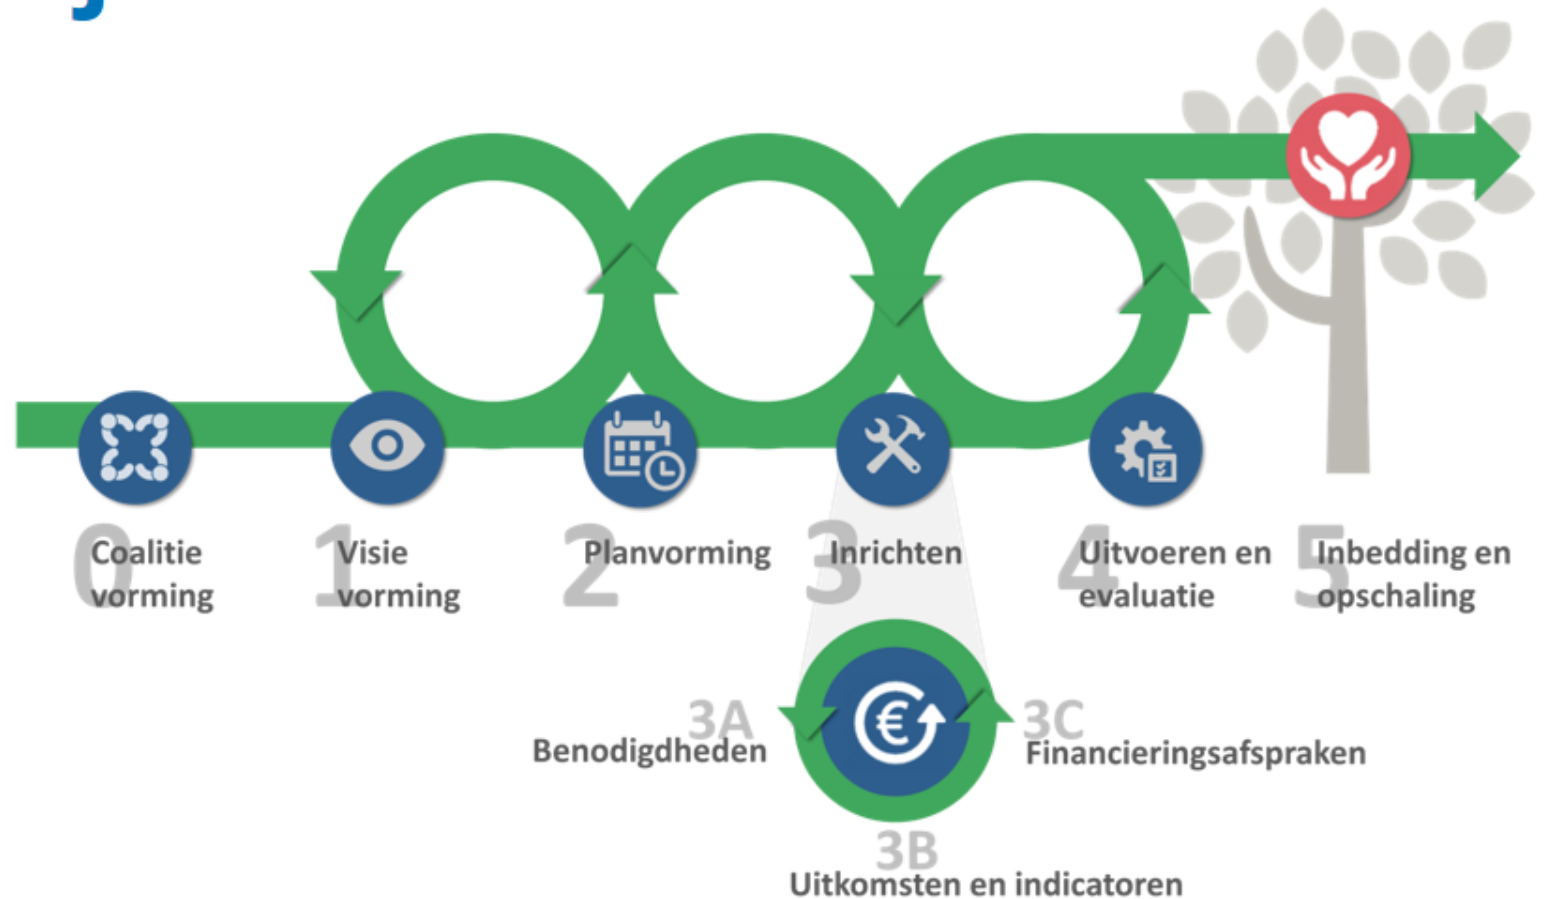 0
Coalitie
vorming
1
Visie
vorming
2
Planvorming
3
Inrichten
4
Uitvoeren en
evaluatie
5
Inbedding en
opschaling
€
3A
Benodigdheden
3C
Financieringsafspraken
3B
Uitkomsten en indicatoren